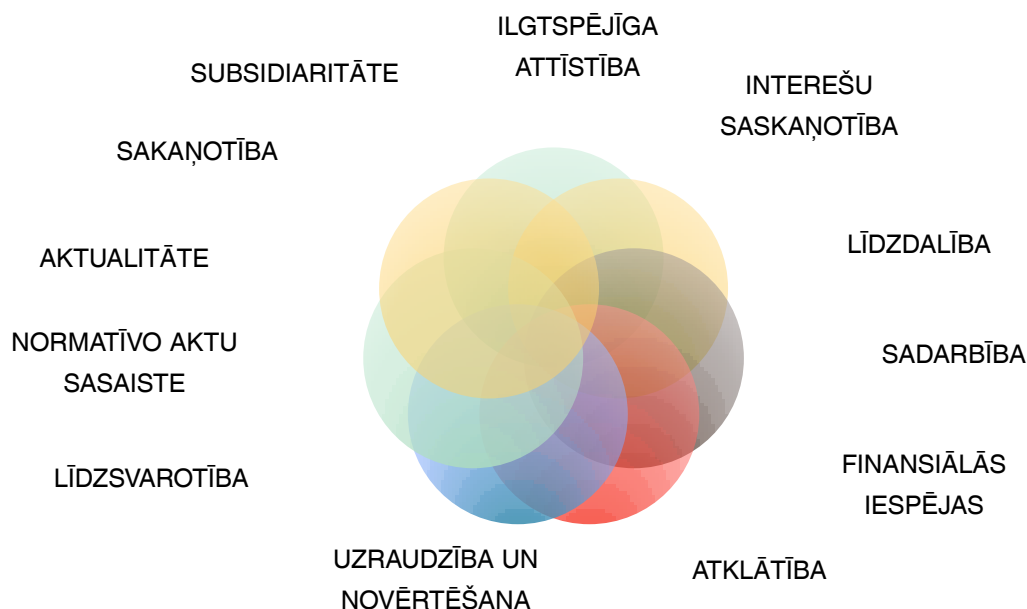 ILGTSPĒJĪGA
ATTĪSTĪBA
SUBSIDIARITĀTE
INTEREŠU
SASKAŅOTĪBA
SAKAŅOTĪBA
LĪDZDALĪBA
AKTUALITĀTE
NORMATĪVO AKTU
SASAISTE
SADARBĪBA
LĪDZSVAROTĪBA
FINANSIĀLĀS
IESPĒJAS
UZRAUDZĪBA UN
NOVĒRTĒŠANA
ATKLĀTĪBA